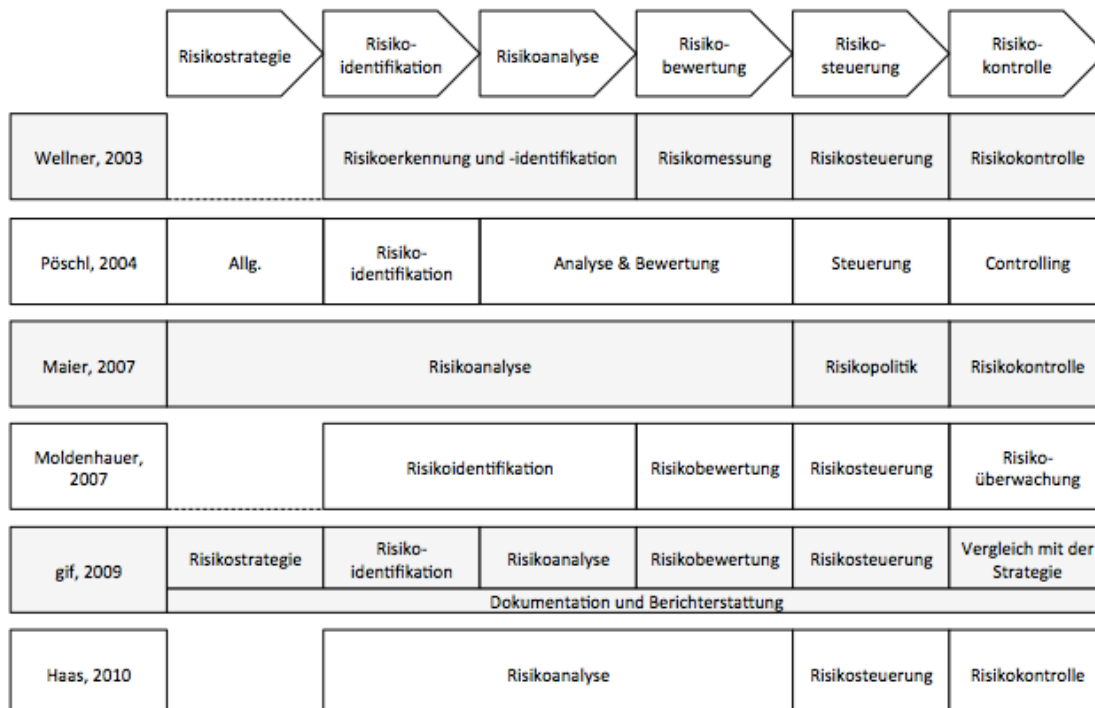 Risikostrategie
Risiko-
identifikation
Risikoanalyse
Risiko-
bewertung
Risiko-
steuerung
Risiko-
kontrolle
Wellner, 2003
Risikoerkennung und -identifikation
Risikomessung
Risikosteuerung
Risikokontrolle
Pöschl, 2004
Allg.
Risiko-
identifikation
Analyse & Bewertung
Steuerung
Controlling
Maier, 2007
Risikoanalyse
Risikopolitik
Risikokontrolle
Moldenhauer,
2007
Risikoidentifikation
Risikobewertung
Risikosteuerung
Risiko-
überwachung
gif, 2009
Risikostrategie
Risiko-
identifikation
Risikoanalyse
Risikobewertung
Risikosteuerung
Vergleich mit der
Strategie
Dokumentation und Berichterstattung
Haas, 2010
Risikoanalyse
Risikosteuerung
Risikokontrolle